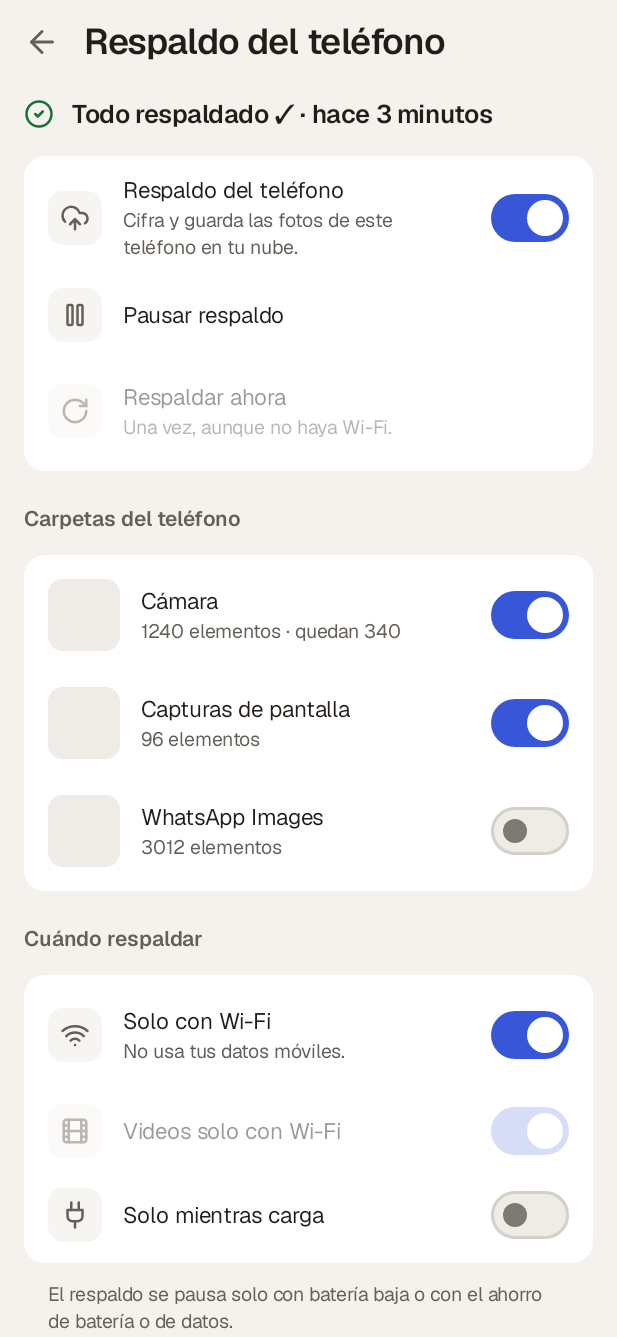 Respaldo del teléfono
Todo respaldado ✓ · hace 3 minutos
Respaldo del teléfono
Cifra y guarda las fotos de este
teléfono en tu nube.
Pausar respaldo
Respaldar ahora
Una vez, aunque no haya Wi-Fi.
Carpetas del teléfono
Cámara
1240 elementos · quedan 340
Capturas de pantalla
96 elementos
WhatsApp Images
3012 elementos
Cuándo respaldar
Solo con Wi-Fi
No usa tus datos móviles.
Videos solo con Wi-Fi
Solo mientras carga
El respaldo se pausa solo con batería baja o con el ahorro
de batería o de datos.